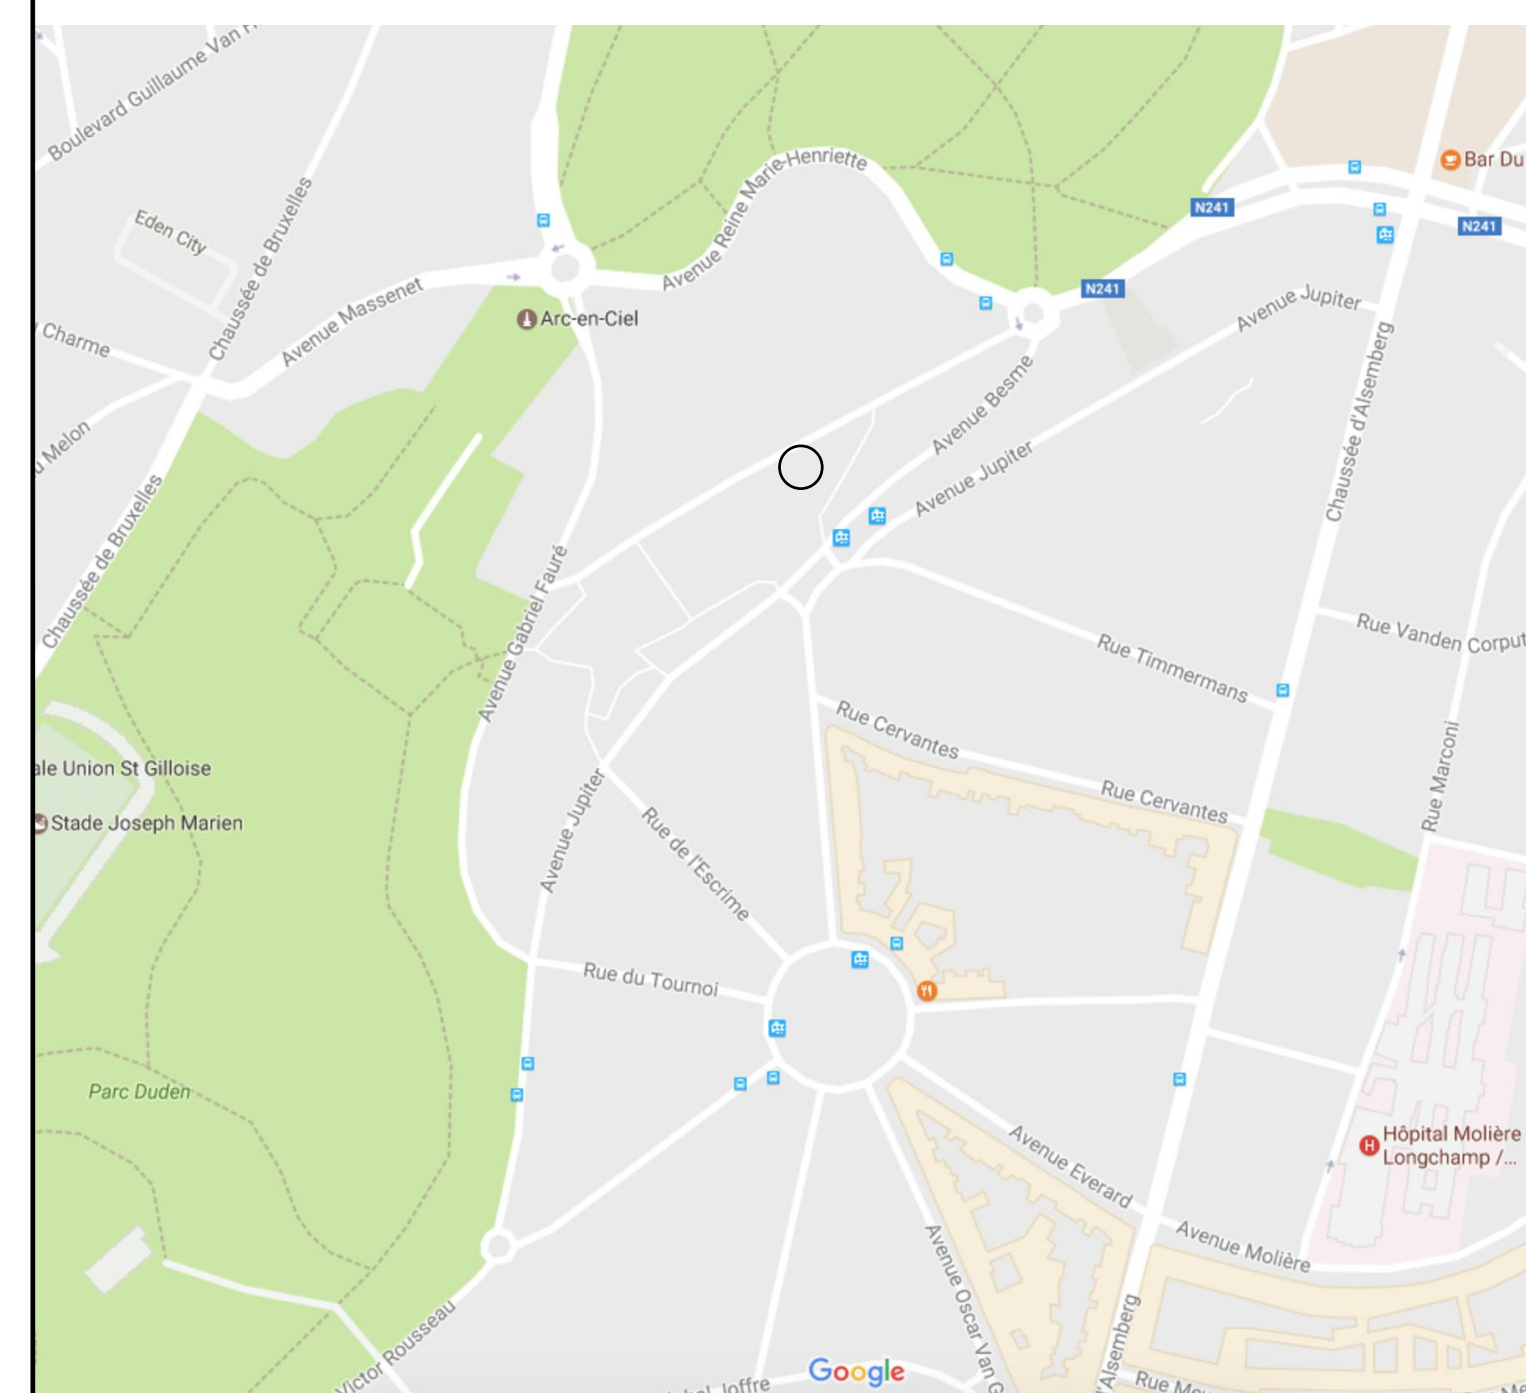 Boulevard Guillaume Van
Bar Du
Avenue Reine Marie-Henriette
Chaussée de Bruxelles
Eden City
N241
N241
N241
Avenue Massenet
Avenue Jupiter
Arc-en-Ciel
Charme
Avenue Besme
Chaussée d'Alsemberg
Melon
Avenue Jupiter
Chaussée de Bruxelles
Avenue Gabriel Fauré
Rue Vanden Corput
Rue Timmermans
Rue Cervantes
ale Union St Gilloise
Rue Cervantes
Rue Marconi
Stade Joseph Marien
Avenue Jupiter
Rue de l'Escrime
Rue du Tournoi
Parc Duden
Hôpital Molière
Longchamp /...
Avenue Everard
Avenue Molière
Avenue Oscar Van G
Victor Rousseau
'Alsemberg
Google
Joffre
Rue